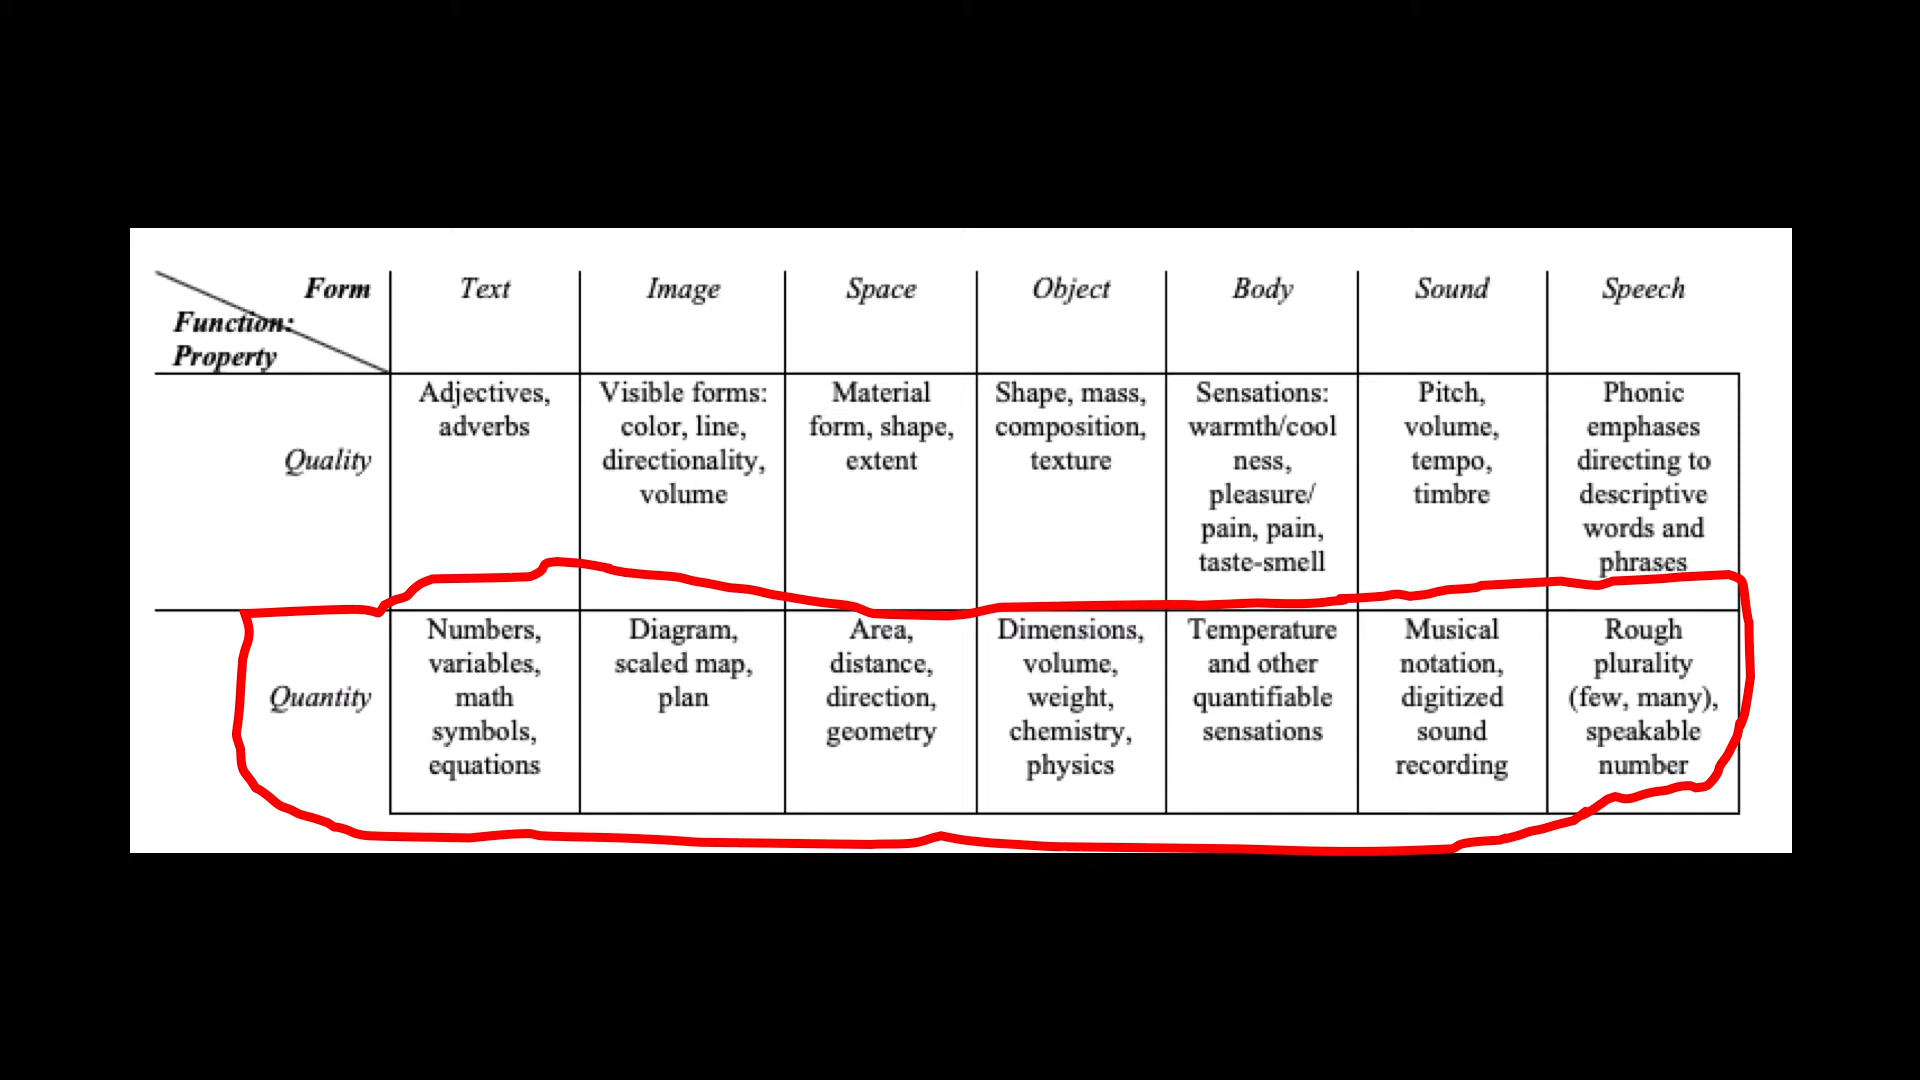 Form Text Image Space Object Body Sound Speech
Function:
Property
Quality
Adjectives,
adverbs
Visible forms:
color, line,
directionality,
volume
Material
form, shape,
extent
Shape, mass,
composition,
texture
Sensations:
warmth/cool
ness,
pleasure/
pain, pain,
taste-smell
Pitch,
volume,
tempo,
timbre
Phonic
emphases
directing to
descriptive
words and
phrases
Quantity
Numbers,
variables,
math
symbols,
equations
Diagram,
scaled map,
plan
Area,
distance,
direction,
geometry
Dimensions,
volume,
weight,
chemistry,
physics
Temperature
and other
quantifiable
sensations
Musical
notation,
digitized
sound
recording
Rough
plurality
(few, many),
speakable
number